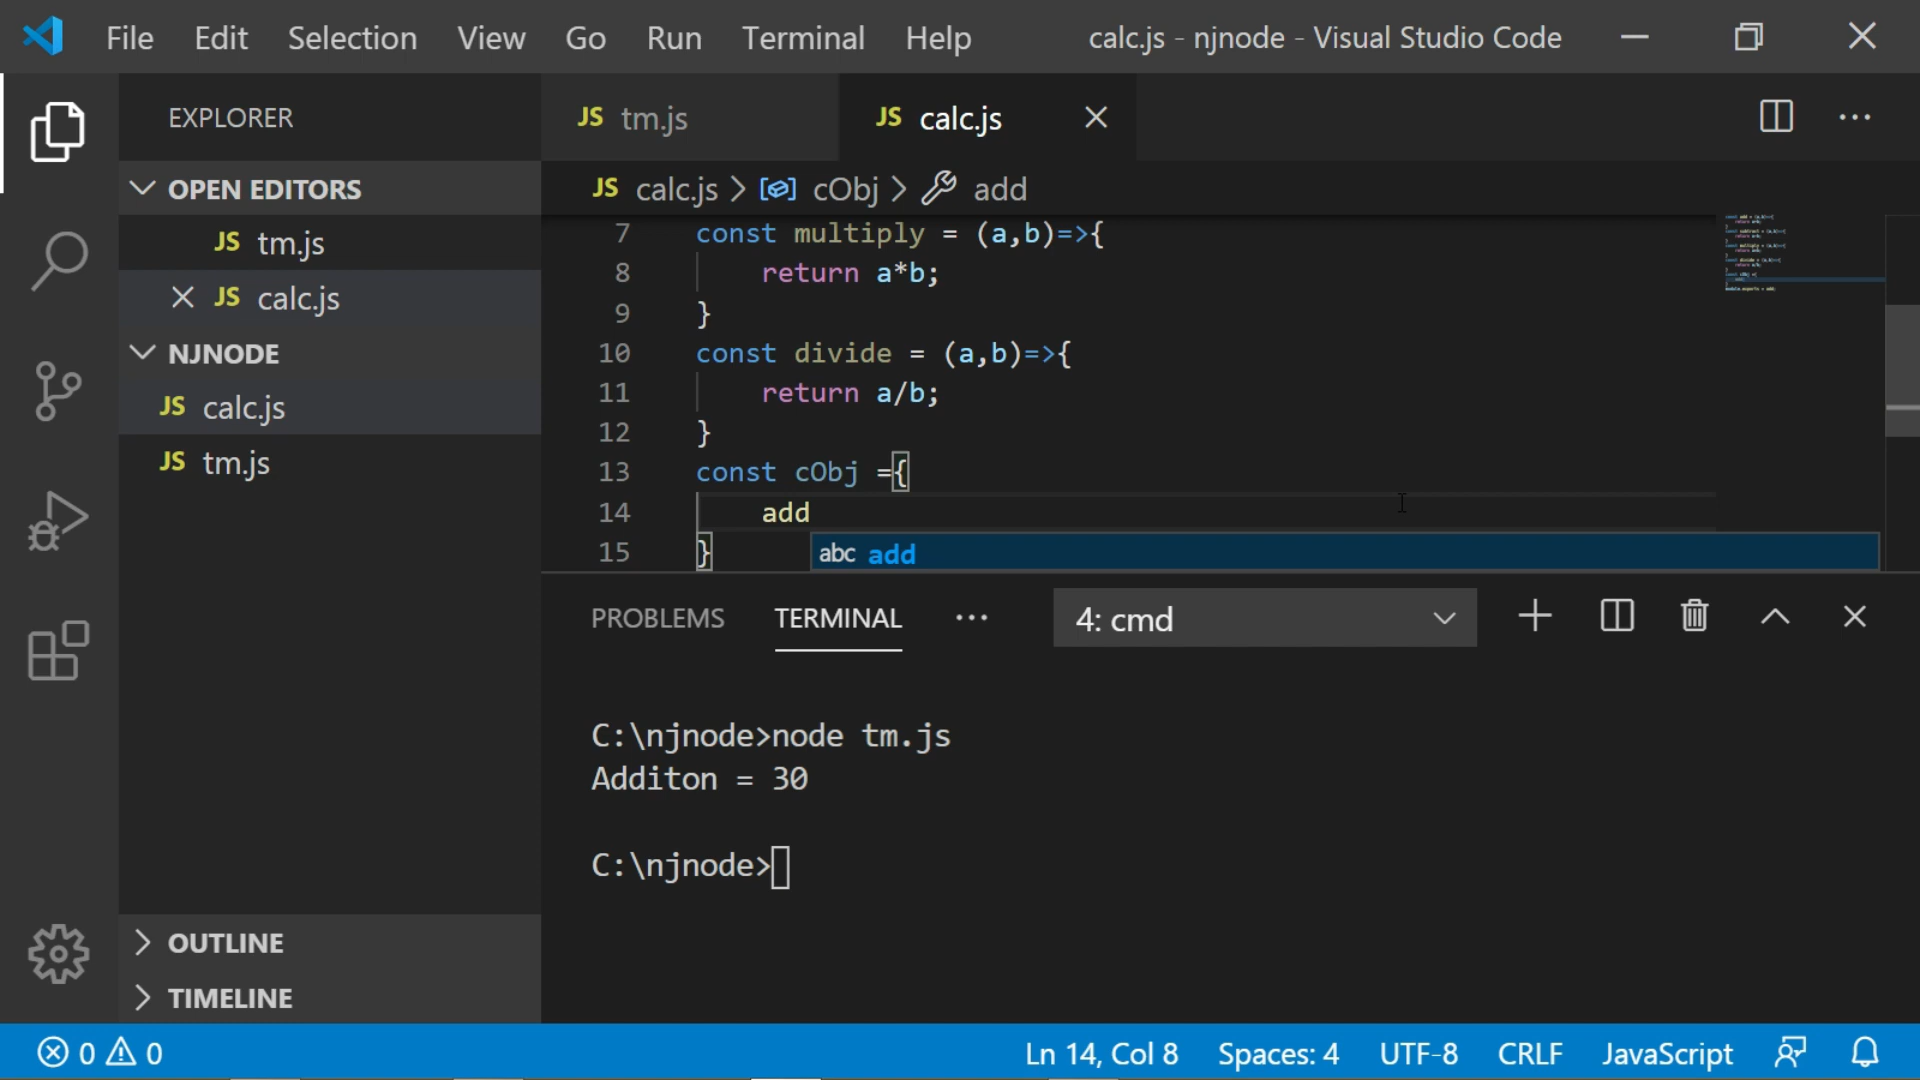 File Edit Selection View Go Run Terminal Help calc.js - njnode - Visual Studio Code
EXPLORER
OPEN EDITORS
JS tm.js
JS calc.js
NJNODE
JS calc.js
JS tm.js
OUTLINE
TIMELINE
JS tm.js JS calc.js
JS calc.js > cObj > add
7 const multiply = (a,b)=>{
8 return a*b;
9 }
10 const divide = (a,b)=>{
11 return a/b;
12 }
13 const cObj ={
14 add
15 } abc add
PROBLEMS TERMINAL ··· 4: cmd
C:\njnode>node tm.js
Additon = 30
C:\njnode>
0 0 Ln 14, Col 8 Spaces: 4 UTF-8 CRLF JavaScript